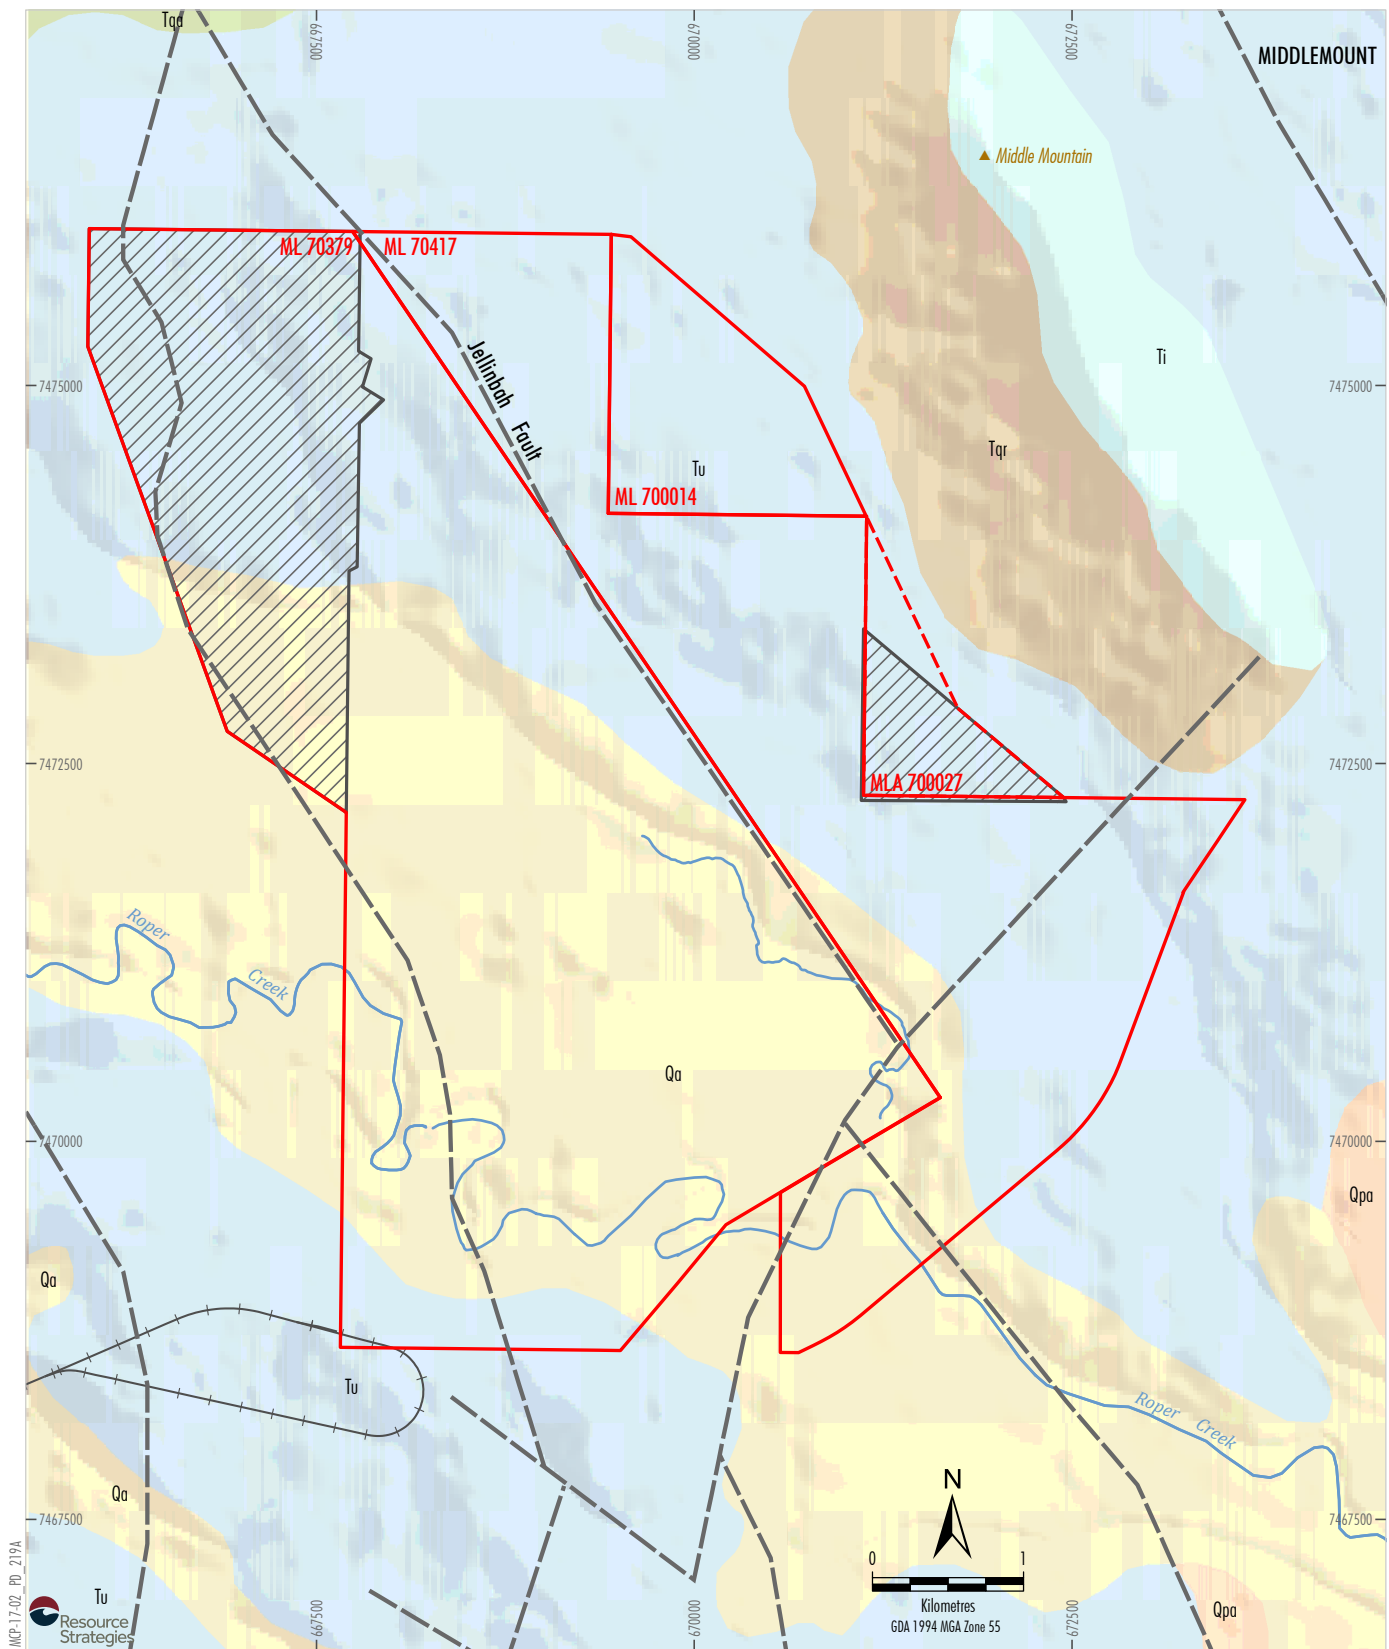 Tqa
667500
670000
672500
MIDDLEMOUNT
Middle Mountain
ML 70379
ML 70417
Jellinbah Fault
Ti
7475000
7475000
Tqr
Tu
ML 700014
7472500
MLA 700027
7472500
Roper
Creek
Qa
7470000
7470000
Qpa
Qa
Tu
Roper Creek
Qa
N
7467500
7467500
0 1
Kilometres
GDA 1994 MGA Zone 55
Tu
Qpa
MCP-17-02_PD_219A
Resource
Strategies
667500
670000
672500